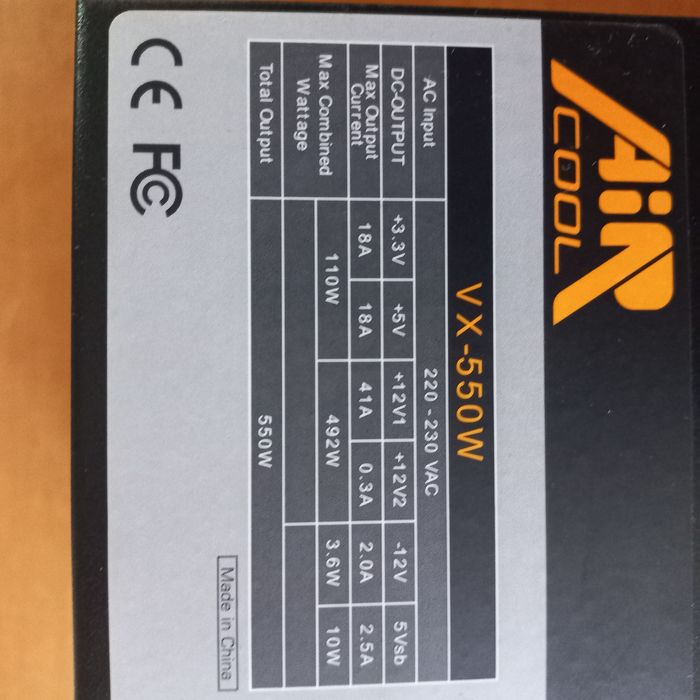 AiR
COOL
VX-550W
AC Input 220 - 230 VAC
DC-OUTPUT +3.3V +5V +12V1 +12V2 -12V 5Vsb
Max Output Current 18A 18A 41A 0.3A 2.0A 2.5A
Max Combined Wattage 110W 492W 3.6W 10W
Total Output 550W
CE FC
Made in China